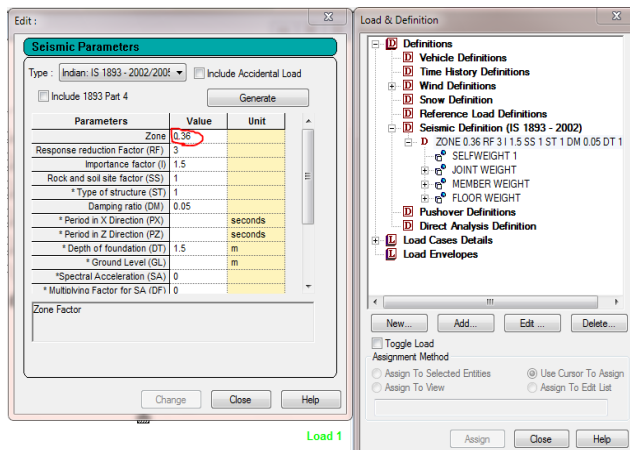 Edit :
Seismic Parameters
Type : Indian: IS 1893 - 2002/2005 Include Accidental Load
Include 1893 Part 4 Generate
Parameters Value Unit
Zone 0.36
Response reduction Factor (RF) 3
Importance factor (I) 1.5
Rock and soil site factor (SS) 1
* Type of structure (ST) 1
Damping ratio (DM) 0.05
* Period in X Direction (PX) seconds
* Period in Z Direction (PZ) seconds
* Depth of foundation (DT) 1.5 m
* Ground Level (GL) m
*Spectral Acceleration (SA) 0
* Multiplying Factor for SA (DF) 0
Zone Factor
Change Close Help
Load 1
Load & Definition
Definitions
Vehicle Definitions
Time History Definitions
Wind Definitions
Snow Definition
Reference Load Definitions
Seismic Definition (IS 1893 - 2002)
ZONE 0.36 RF 3 I 1.5 SS 1 ST 1 DM 0.05 DT 1
SELFWEIGHT 1
JOINT WEIGHT
MEMBER WEIGHT
FLOOR WEIGHT
Pushover Definitions
Direct Analysis Definition
Load Cases Details
Load Envelopes
New... Add... Edit ... Delete...
Toggle Load
Assignment Method
Assign To Selected Entities Use Cursor To Assign
Assign To View Assign To Edit List
Assign Close Help